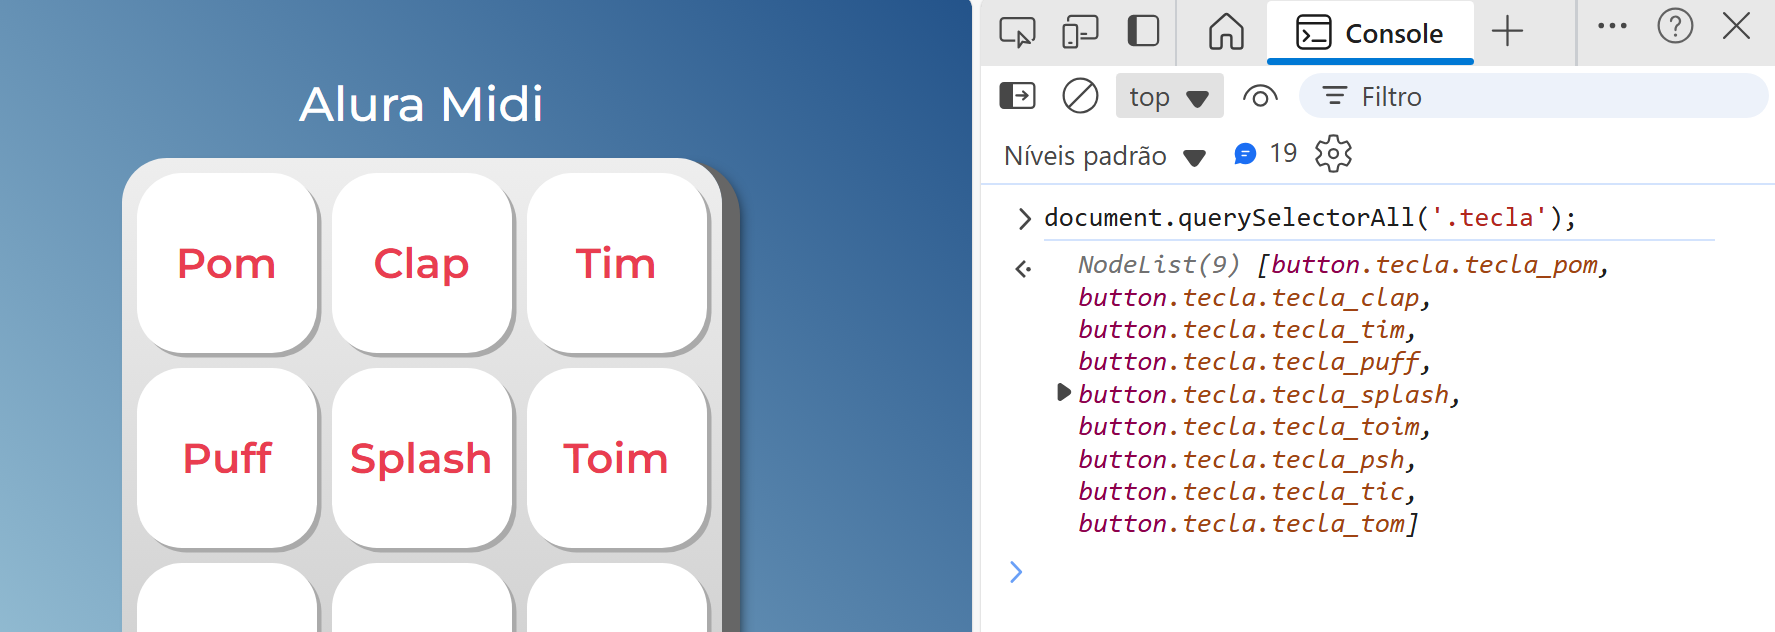 Alura Midi
Pom
Clap
Tim
Puff
Splash
Toim
Console
top
Filtro
Níveis padrão
19
document.querySelectorAll('.tecla');
NodeList(9) [button.tecla.tecla_pom,
button.tecla.tecla_clap,
button.tecla.tecla_tim,
button.tecla.tecla_puff,
button.tecla.tecla_splash,
button.tecla.tecla_toim,
button.tecla.tecla_psh,
button.tecla.tecla_tic,
button.tecla.tecla_tom]